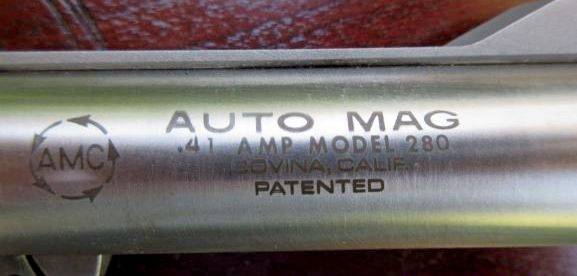 AMC
AUTO MAG
.41 AMP MODEL 280
COVINA, CALIF.
PATENTED